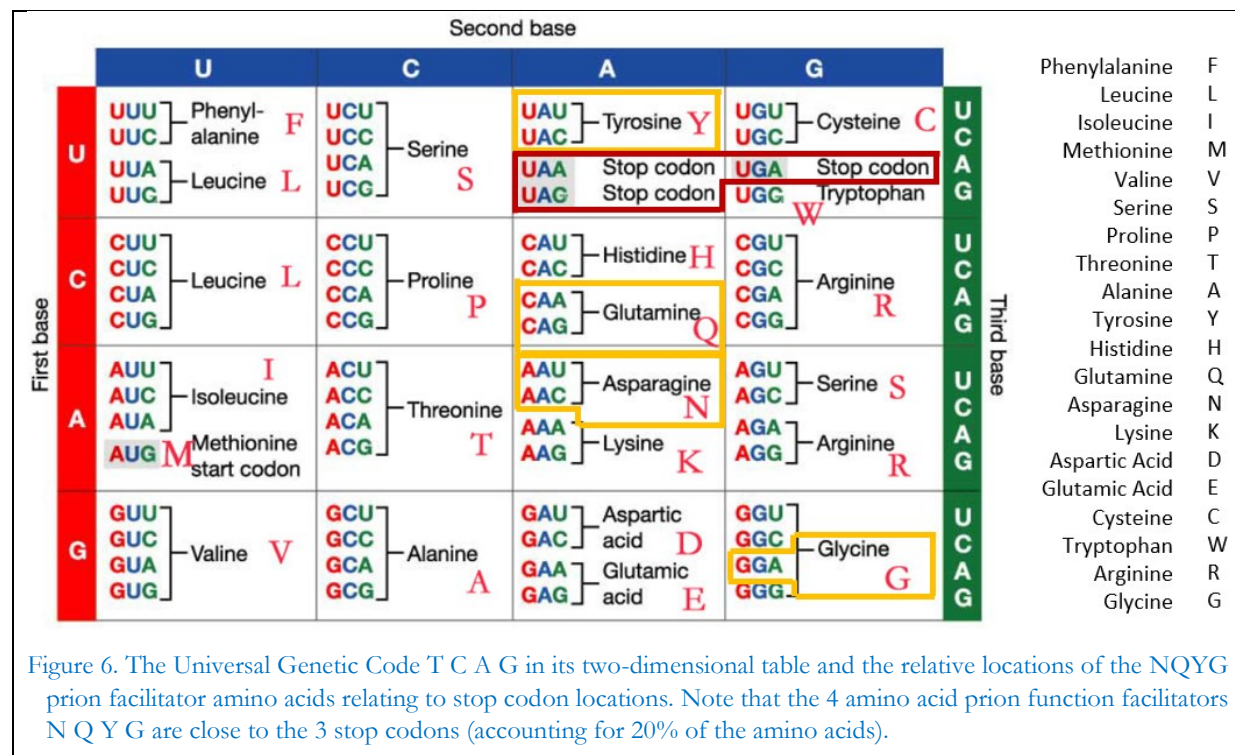 Second base
U C A G
First base
U
UUU Phenyl- F
UUC alanine
UUA Leucine L
UUG
UCU
UCC Serine
UCA S
UCG
UAU Tyrosine Y
UAC
UAA Stop codon
UAG Stop codon
UGU Cysteine C
UGC
UGA Stop codon
UGG Tryptophan
W
U
C
A
G
C
CUU
CUC Leucine L
CUA
CUG
CCU
CCC Proline
CCA P
CCG
CAU Histidine H
CAC
CAA Glutamine
CAG Q
CGU
CGC Arginine
CGA R
CGG
U
C
A
G
A
AUU I
AUC Isoleucine
AUA
AUG M Methionine
start codon
ACU
ACC Threonine
ACA T
ACG
AAU Asparagine
AAC N
AAA Lysine
AAG K
AGU Serine S
AGC
AGA Arginine
AGG R
U
C
A
G
G
GUU
GUC Valine V
GUA
GUG
GCU
GCC Alanine
GCA A
GCG
GAU Aspartic
GAC acid D
GAA Glutamic
GAG acid E
GGU
GGC Glycine
GGA G
GGG
U
C
A
G
Third base
Phenylalanine F
Leucine L
Isoleucine I
Methionine M
Valine V
Serine S
Proline P
Threonine T
Alanine A
Tyrosine Y
Histidine H
Glutamine Q
Asparagine N
Lysine K
Aspartic Acid D
Glutamic Acid E
Cysteine C
Tryptophan W
Arginine R
Glycine G
Figure 6. The Universal Genetic Code T C A G in its two-dimensional table and the relative locations of the NQYG
prion facilitator amino acids relating to stop codon locations. Note that the 4 amino acid prion function facilitators
N Q Y G are close to the 3 stop codons (accounting for 20% of the amino acids).